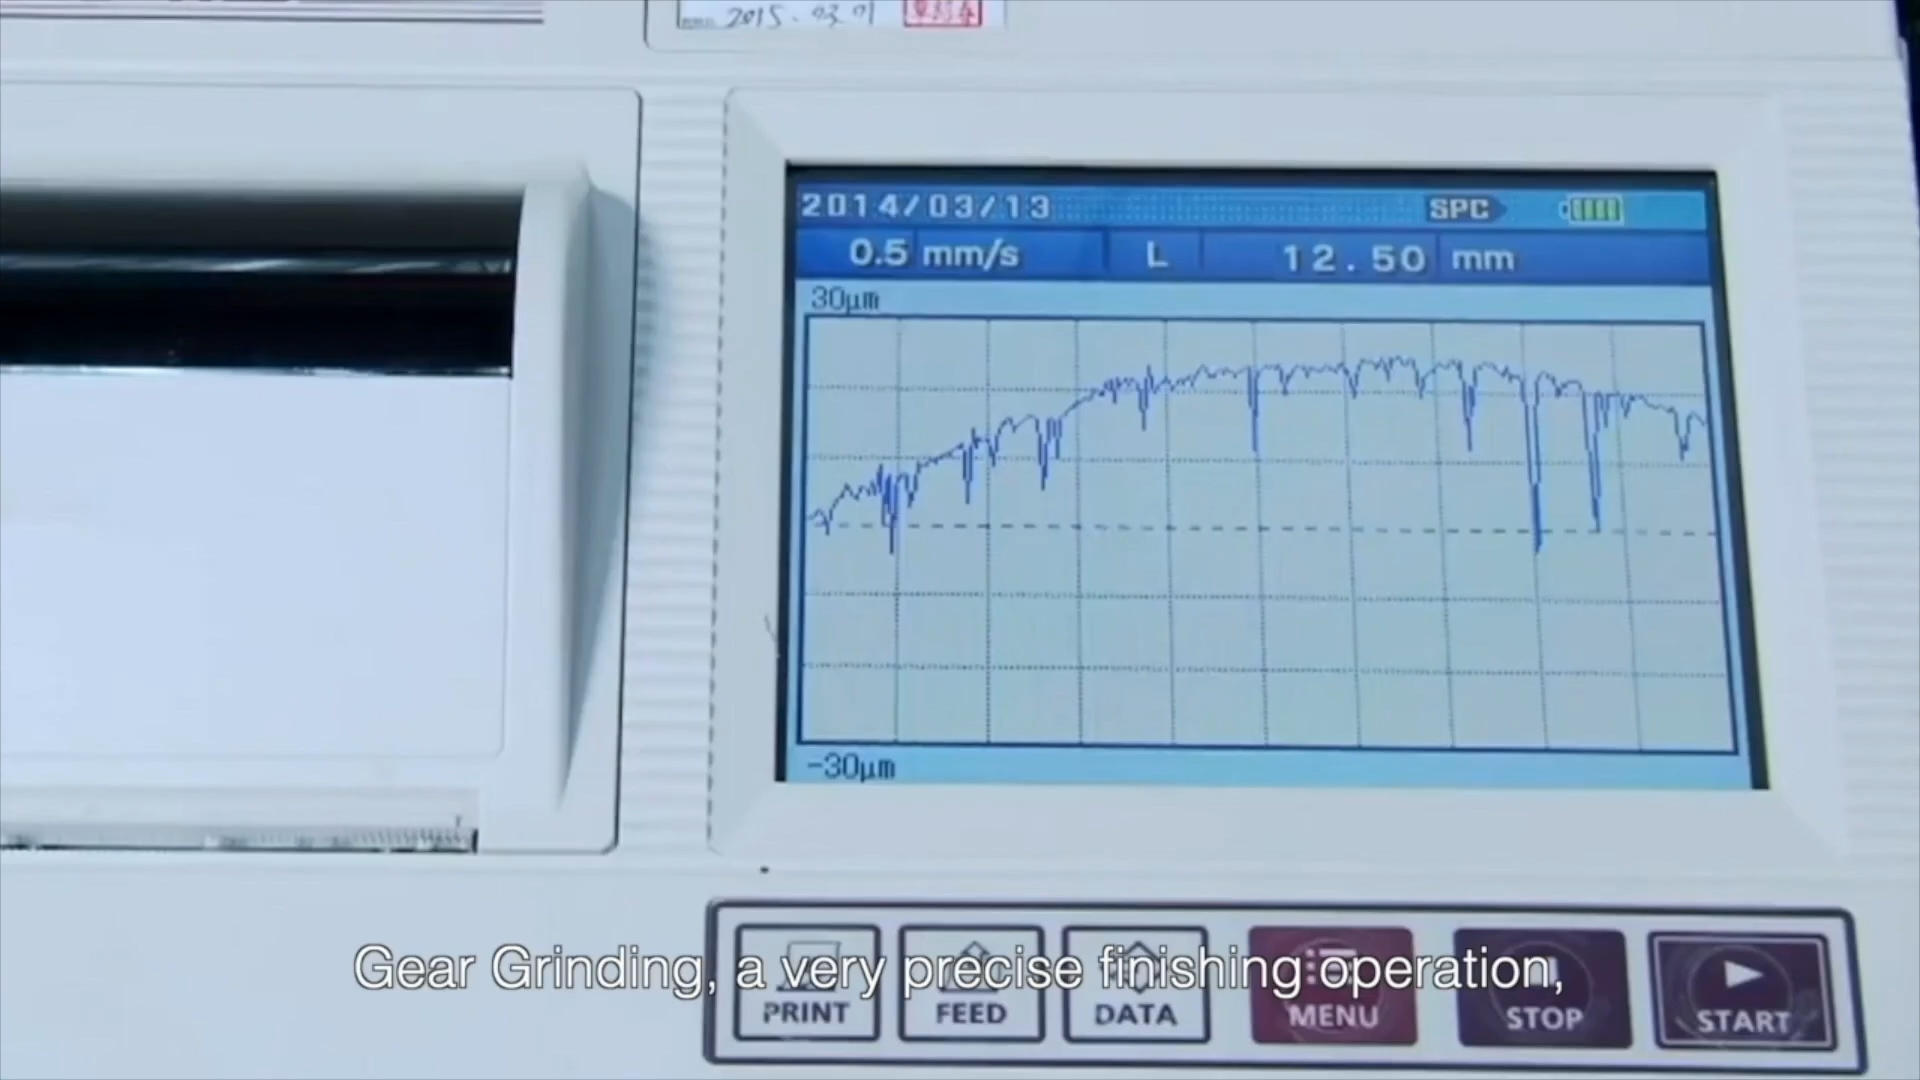 2015.03.01
2014/03/13 SPC
0.5 mm/s L 12.50 mm
30µm
-30µm
Gear Grinding, a very precise finishing operation,
PRINT FEED DATA MENU STOP START